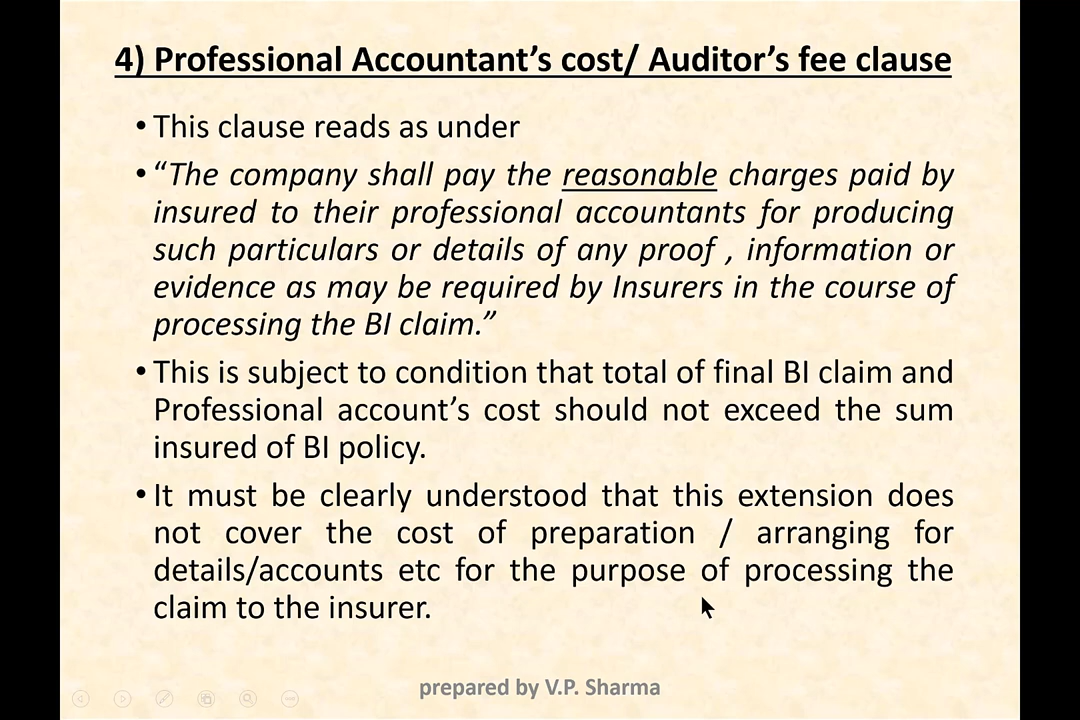 4) Professional Accountant’s cost/ Auditor’s fee clause
• This clause reads as under
• “The company shall pay the reasonable charges paid by
insured to their professional accountants for producing
such particulars or details of any proof , information or
evidence as may be required by Insurers in the course of
processing the BI claim.”
• This is subject to condition that total of final BI claim and
Professional account’s cost should not exceed the sum
insured of BI policy.
• It must be clearly understood that this extension does
not cover the cost of preparation / arranging for
details/accounts etc for the purpose of processing the
claim to the insurer.
prepared by V.P. Sharma